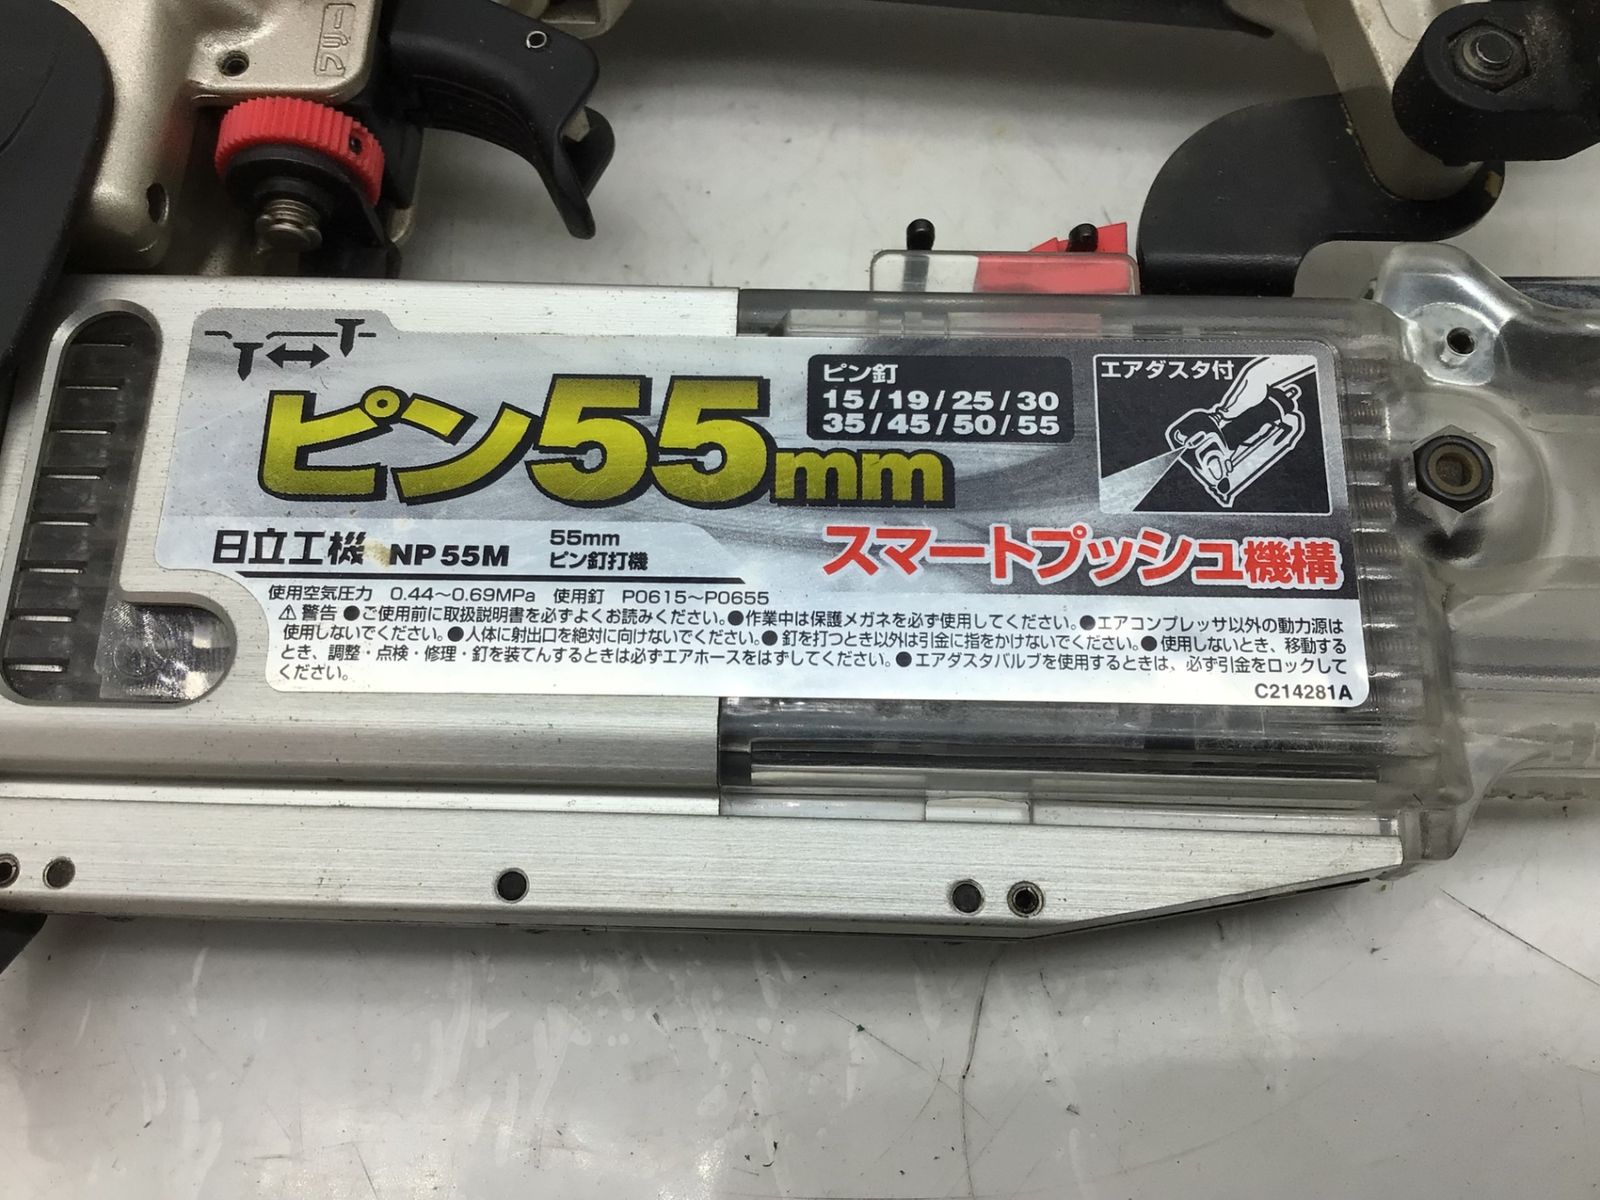 ピン55mm
ピン釘
15/19/25/30
35/45/50/55
エアダスタ付
スマートプッシュ機構
日立工機 NP55M
55mm
ピン釘打機
使用空気圧力 0.44～0.69MPa 使用釘 P0615～P0655
⚠警告 ●ご使用前に取扱説明書を必ずよくお読みください。●作業中は保護メガネを必ず使用してください。●エアコンプレッサ以外の動力源は
使用しないでください。●人体に射出口を絶対に向けないでください。●釘を打つとき以外は引金に指をかけないでください。●使用しないとき、移動する
とき、調整・点検・修理・釘を装てんするときは必ずエアホースをはずしてください。●エアダスタバルブを使用するときは、必ず引金をロックして
ください。
C214281A